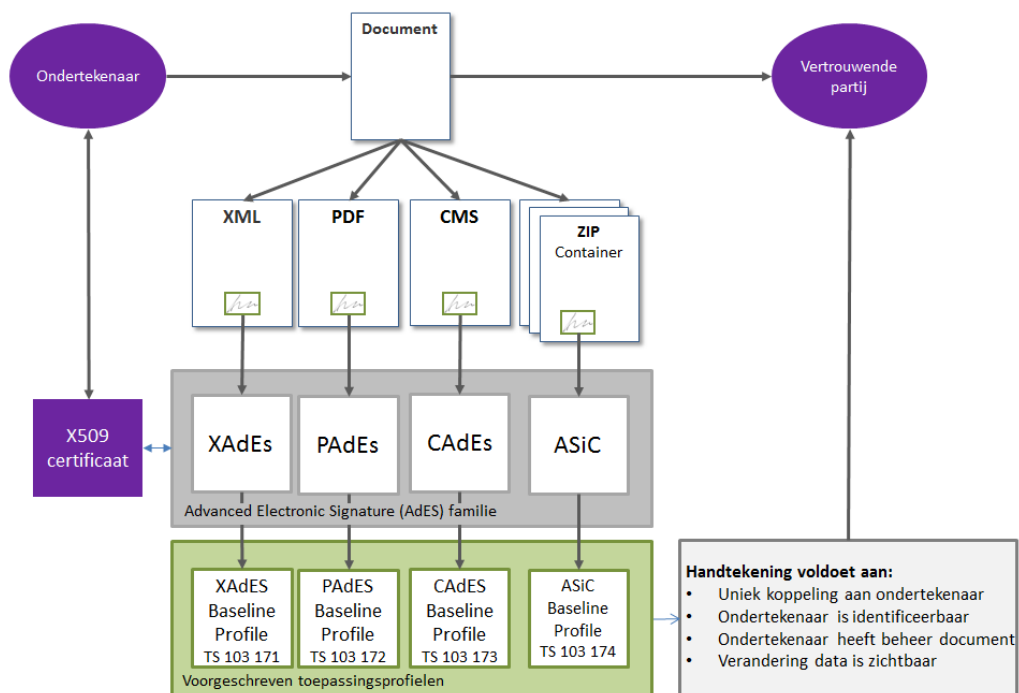 Document
Ondertekenaar
Vertrouwende
partij
XML
PDF
CMS
ZIP
Container
X509
certificaat
XAdEs
PAdEs
CAdEs
ASiC
Advanced Electronic Signature (AdES) familie
XAdES
Baseline
Profile
TS 103 171
PAdES
Baseline
Profile
TS 103 172
CAdES
Baseline
Profile
TS 103 173
ASiC
Baseline
Profile
TS 103 174
Voorgeschreven toepassingsprofielen
Handtekening voldoet aan:
• Uniek koppeling aan ondertekenaar
• Ondertekenaar is identificeerbaar
• Ondertekenaar heeft beheer document
• Verandering data is zichtbaar